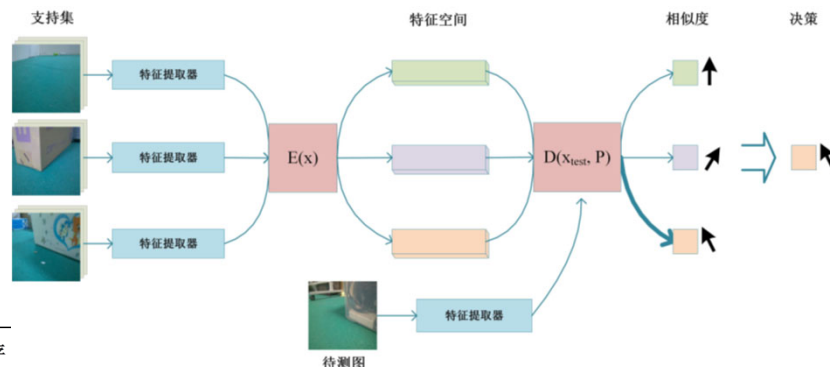 支持集
特征空间
相似度
决策
特征提取器
特征提取器
E(x)
D(x_test, P)
特征提取器
特征提取器
待测图